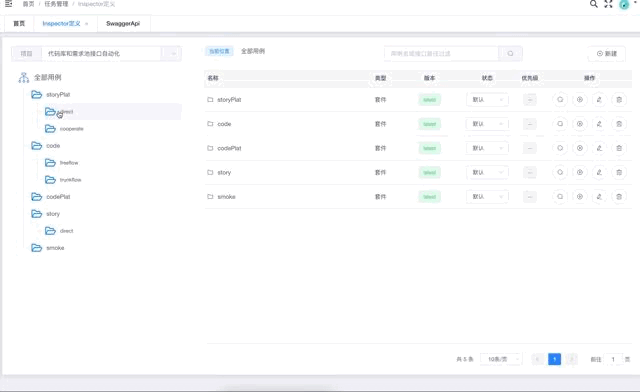 首页 / 任务管理 / Inspector定义
首页 Inspector定义 × SwaggerApi
项目 代码库和需求池接口自动化
当前位置 全部用例
用例名或接口路径过滤
新建
全部用例
storyPlat
direct
cooperate
code
freeflow
trunkflow
codePlat
story
direct
smoke
名称 类型 版本 状态 优先级 操作
storyPlat 套件 latest 默认 --
code 套件 latest 默认 --
codePlat 套件 latest 默认 --
story 套件 latest 默认 --
smoke 套件 latest 默认 --
共 5 条 10条/页 1 前往 1 页